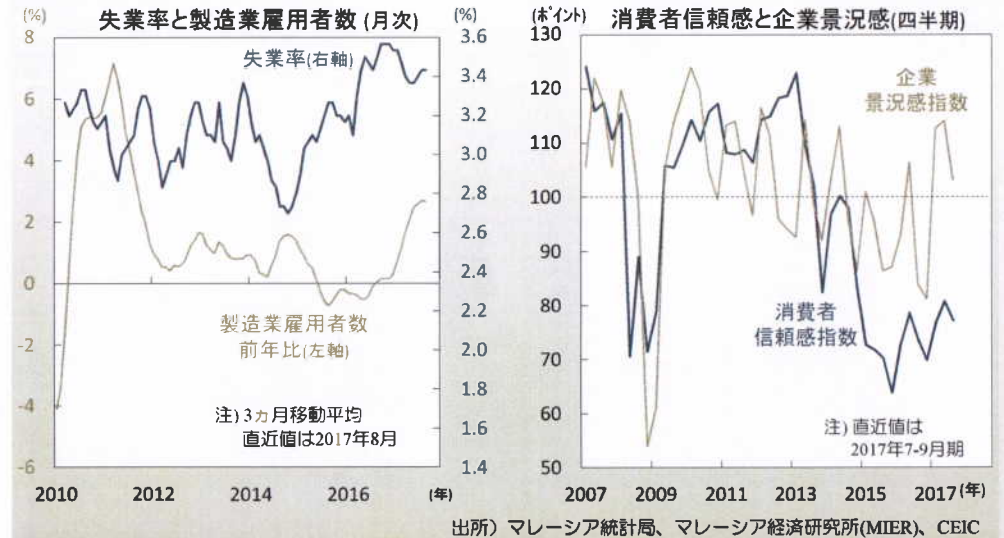 失業率と製造業雇用者数 (月次)
(%)
(%)
8
6
4
2
0
-2
-4
-6
3.6
3.4
3.2
3.0
2.8
2.6
2.4
2.2
2.0
1.8
1.6
1.4
失業率(右軸)
製造業雇用者数
前年比(左軸)
注) 3カ月移動平均
直近値は2017年8月
2010
2012
2014
2016
(年)
消費者信頼感と企業景況感(四半期)
(ポイント)
130
120
110
100
90
80
70
60
50
企業
景況感指数
消費者
信頼感指数
注) 直近値は
2017年7-9月期
2007
2009
2011
2013
2015
2017
(年)
出所）マレーシア統計局、マレーシア経済研究所(MIER)、CEIC